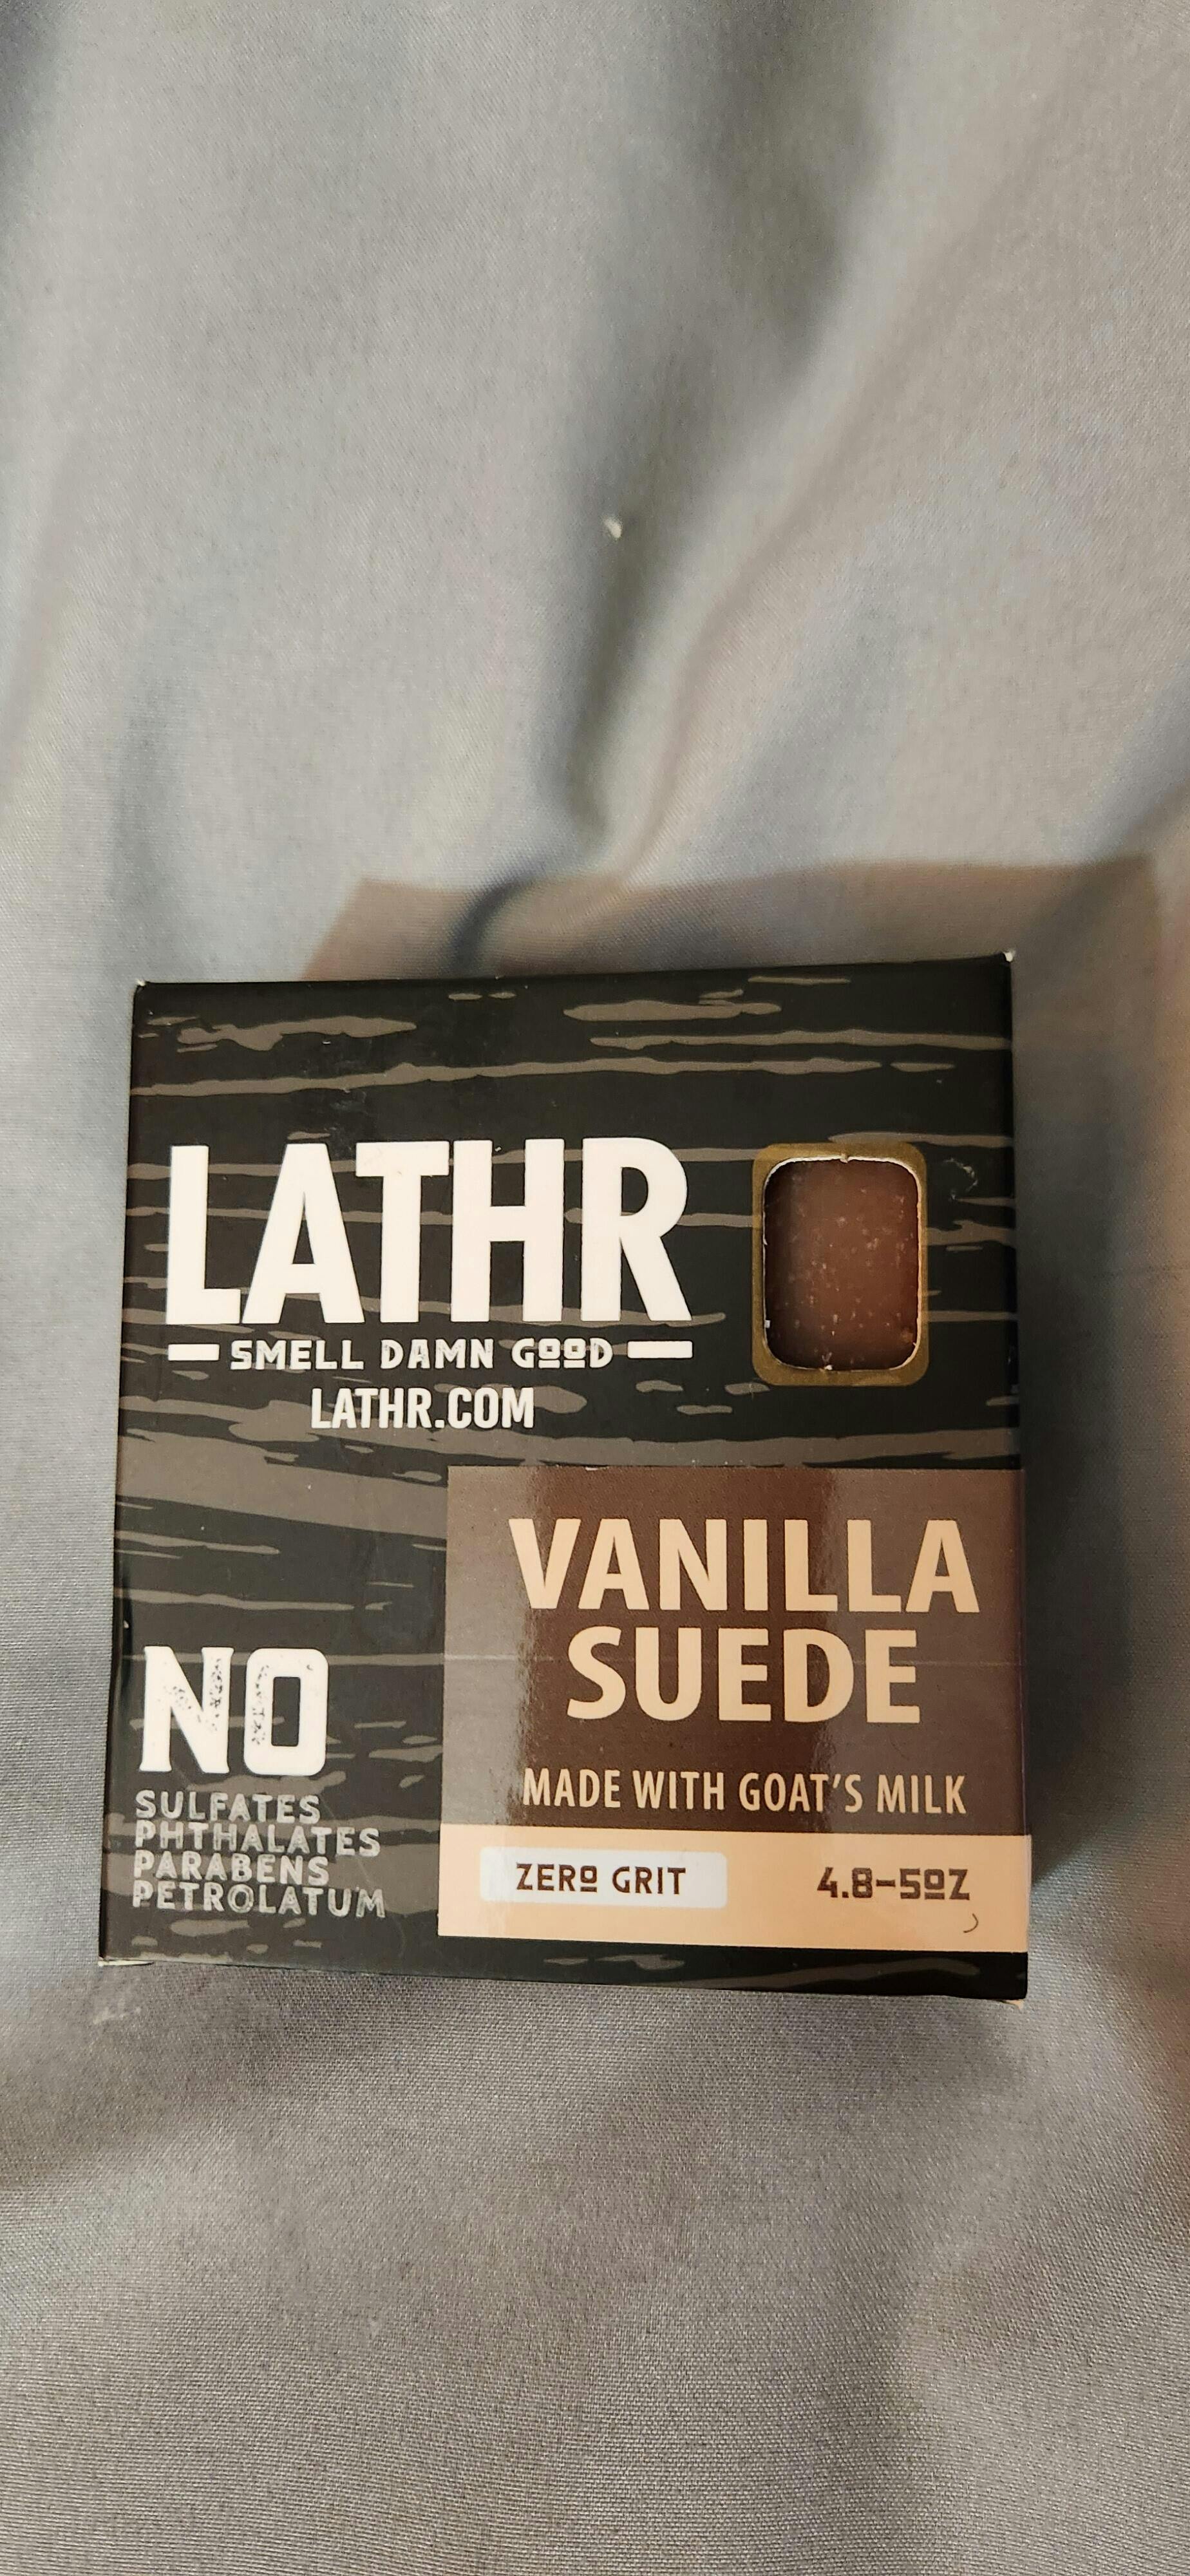 LATHR
SMELL DAMN GOOD
LATHR.COM
VANILLA
SUEDE
MADE WITH GOAT'S MILK
ZERO GRIT
4.8-5OZ
NO
SULFATES
PHTHALATES
PARABENS
PETROLATUM